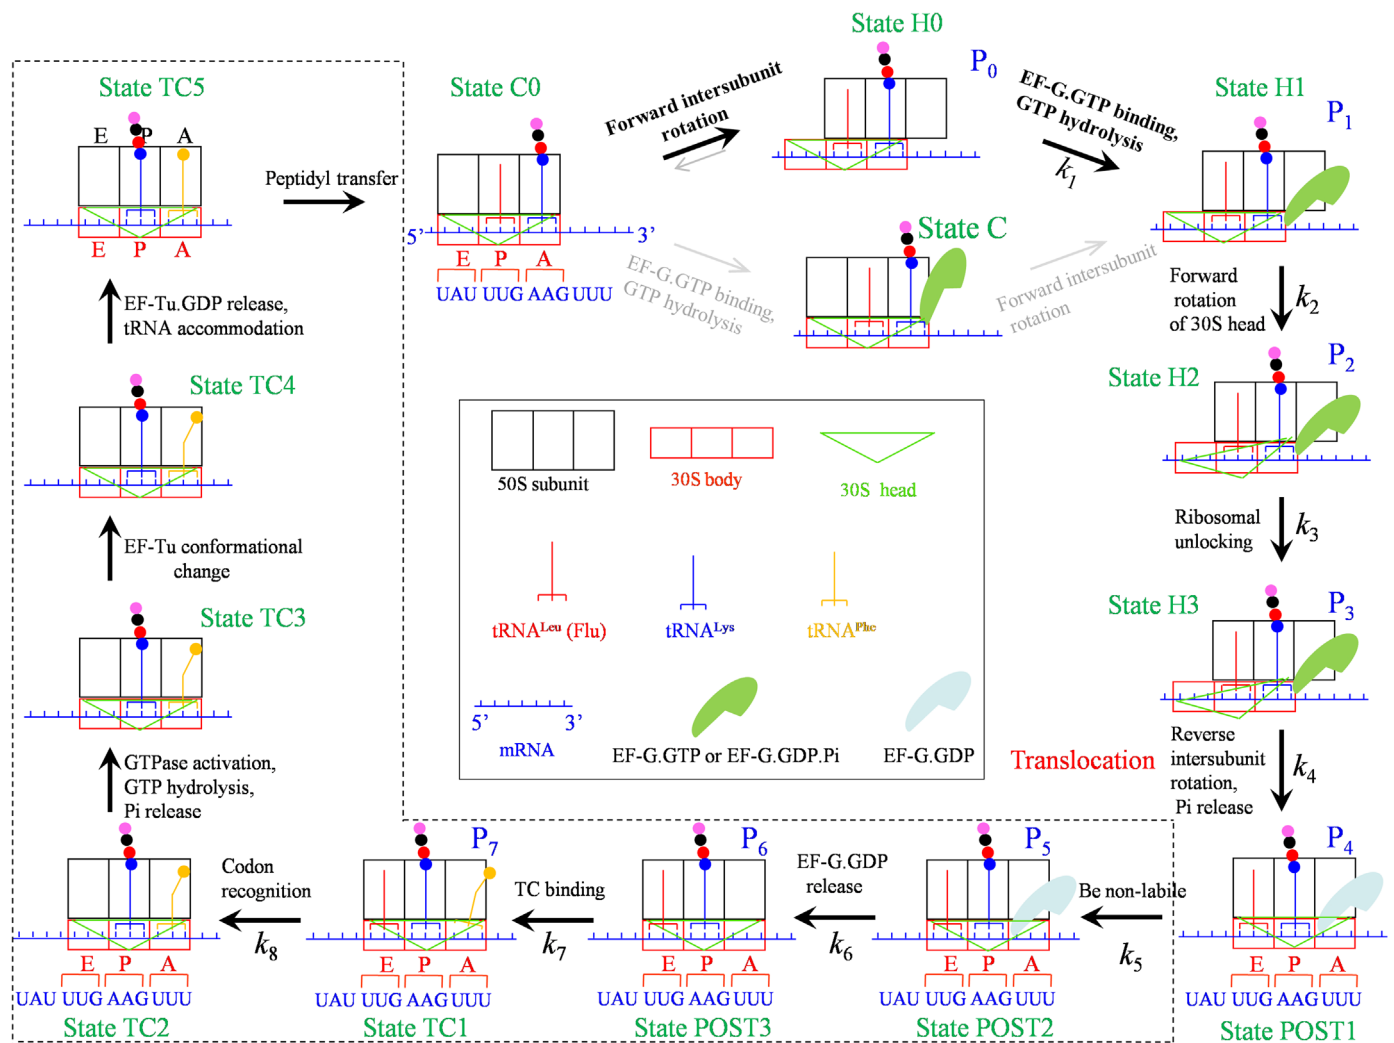 State H0
P0
State TC5
State C0
Forward intersubunit
rotation
EF-G.GTP binding,
GTP hydrolysis
k1
State H1
P1
E P A
Peptidyl transfer
5’ 3’
E P A
E P A
UAU UUG AAG UUU
State C
EF-G.GTP binding,
GTP hydrolysis
Forward intersubunit
rotation
Forward
rotation
of 30S head
k2
EF-Tu.GDP release,
tRNA accommodation
State TC4
State H2
P2
50S subunit
30S body
30S head
EF-Tu conformational
change
Ribosomal
unlocking
k3
State TC3
tRNALeu (Flu)
tRNALys
tRNAPhe
State H3
P3
5’ 3’
mRNA
EF-G.GTP or EF-G.GDP.Pi
EF-G.GDP
Translocation
Reverse
intersubunit
rotation,
Pi release
k4
GTPase activation,
GTP hydrolysis,
Pi release
Codon
recognition
k8
P7
TC binding
k7
P6
EF-G.GDP
release
k6
P5
Be non-labile
k5
P4
E P A
UAU UUG AAG UUU
State TC2
E P A
UAU UUG AAG UUU
State TC1
E P A
UAU UUG AAG UUU
State POST3
E P A
UAU UUG AAG UUU
State POST2
E P A
UAU UUG AAG UUU
State POST1